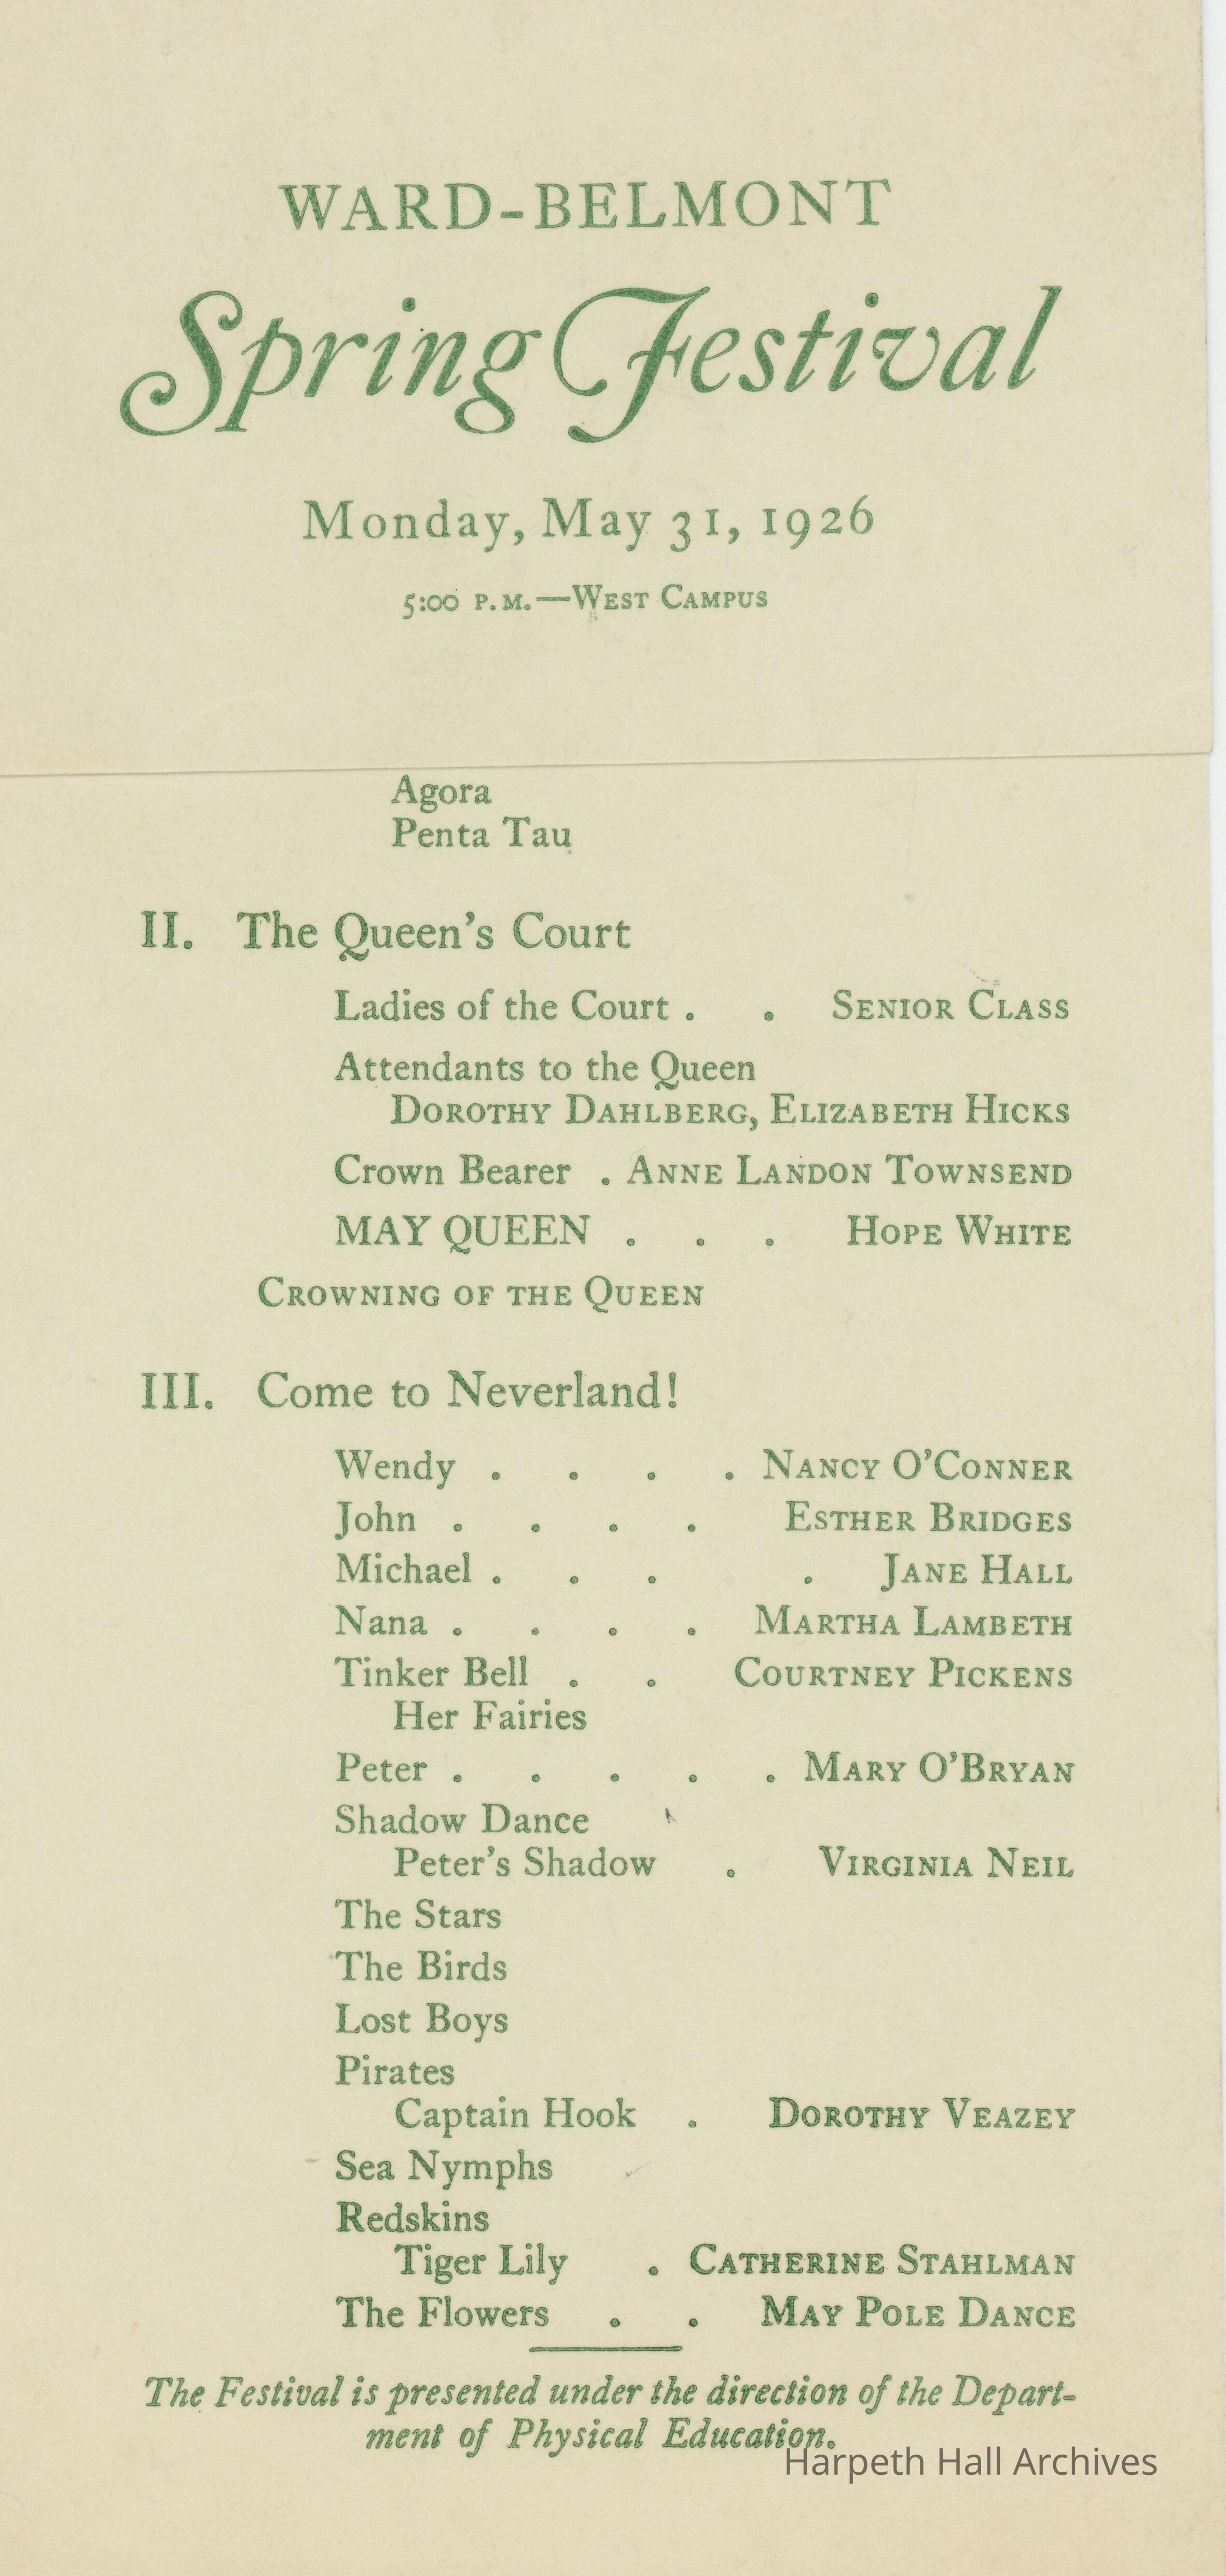 WARD-BELMONT
Spring Festival
Monday, May 31, 1926
5:00 P.M.—WEST CAMPUS
Agora
Penta Tau
II. The Queen's Court
Ladies of the Court . . SENIOR CLASS
Attendants to the Queen
DOROTHY DAHLBERG, ELIZABETH HICKS
Crown Bearer . ANNE LANDON TOWNSEND
MAY QUEEN . . . HOPE WHITE
CROWNING OF THE QUEEN
III. Come to Neverland!
Wendy . . . . NANCY O'CONNER
John . . . . ESTHER BRIDGES
Michael . . . . JANE HALL
Nana . . . . MARTHA LAMBETH
Tinker Bell . . COURTNEY PICKENS
Her Fairies
Peter . . . . . MARY O'BRYAN
Shadow Dance
Peter's Shadow . VIRGINIA NEIL
The Stars
The Birds
Lost Boys
Pirates
Captain Hook . DOROTHY VEAZEY
Sea Nymphs
Redskins
Tiger Lily . CATHERINE STAHLMAN
The Flowers . . MAY POLE DANCE
The Festival is presented under the direction of the Depart-
ment of Physical Education.
Harpeth Hall Archives